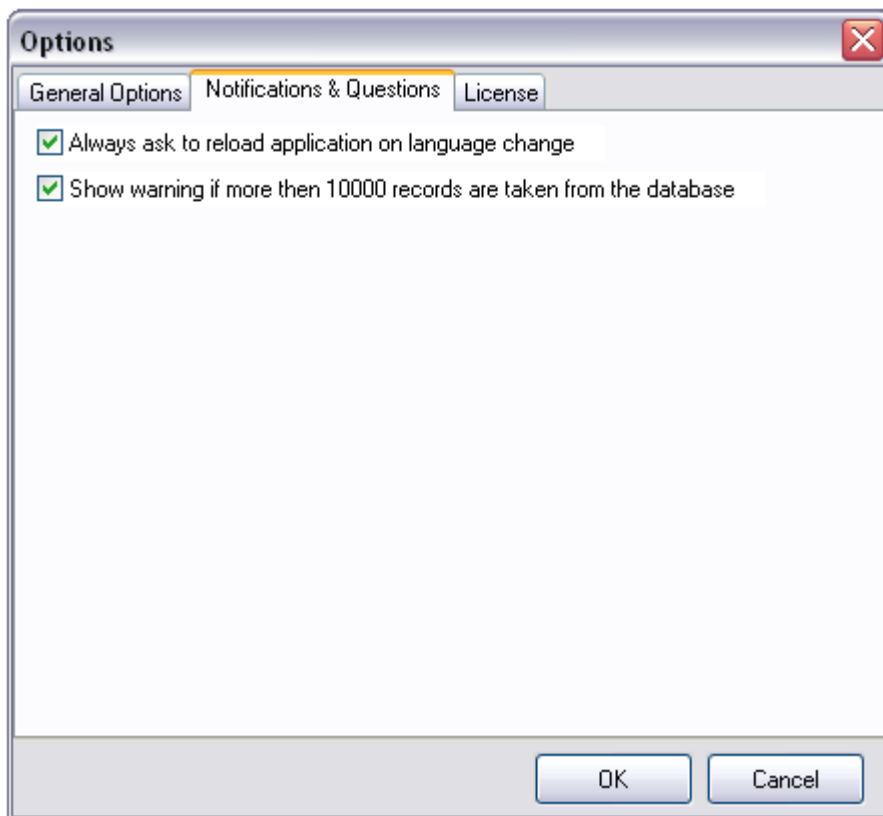 Options
General Options Notifications & Questions License
Always ask to reload application on language change
Show warning if more then 10000 records are taken from the database
OK Cancel